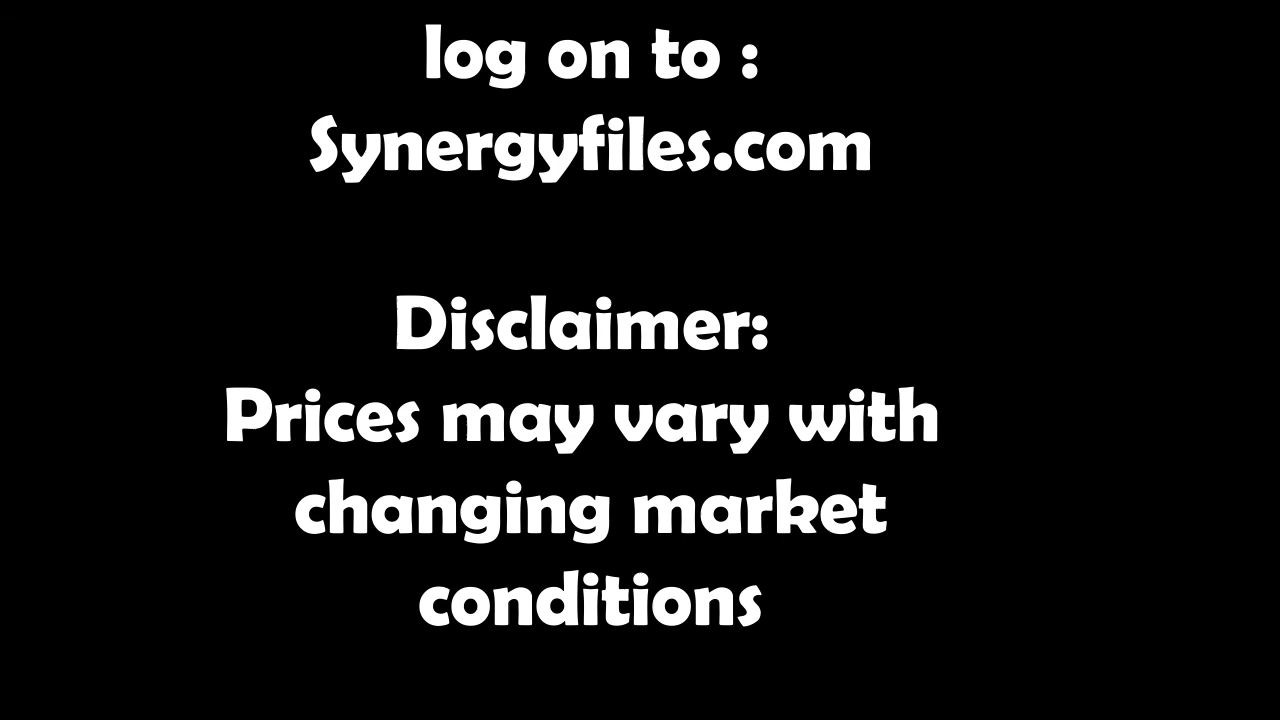 log on to :
Synergyfiles.com
Disclaimer:
Prices may vary with
changing market
conditions